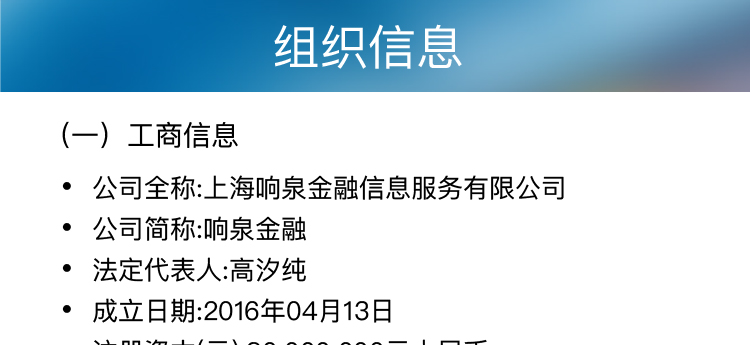 组织信息
（一）工商信息
• 公司全称:上海响泉金融信息服务有限公司
• 公司简称:响泉金融
• 法定代表人:高汐纯
• 成立日期:2016年04月13日